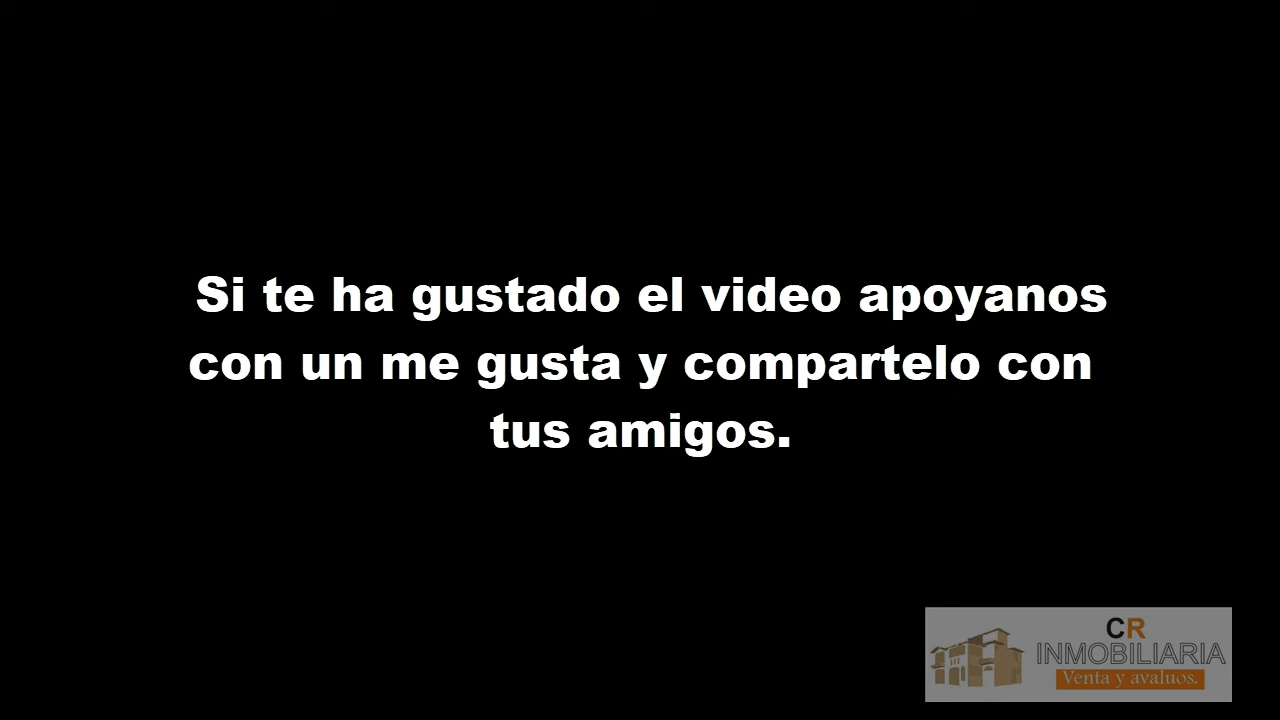 Si te ha gustado el video apoyanos
con un me gusta y compartelo con
tus amigos.
CR
INMOBILIARIA
Venta y avaluos.